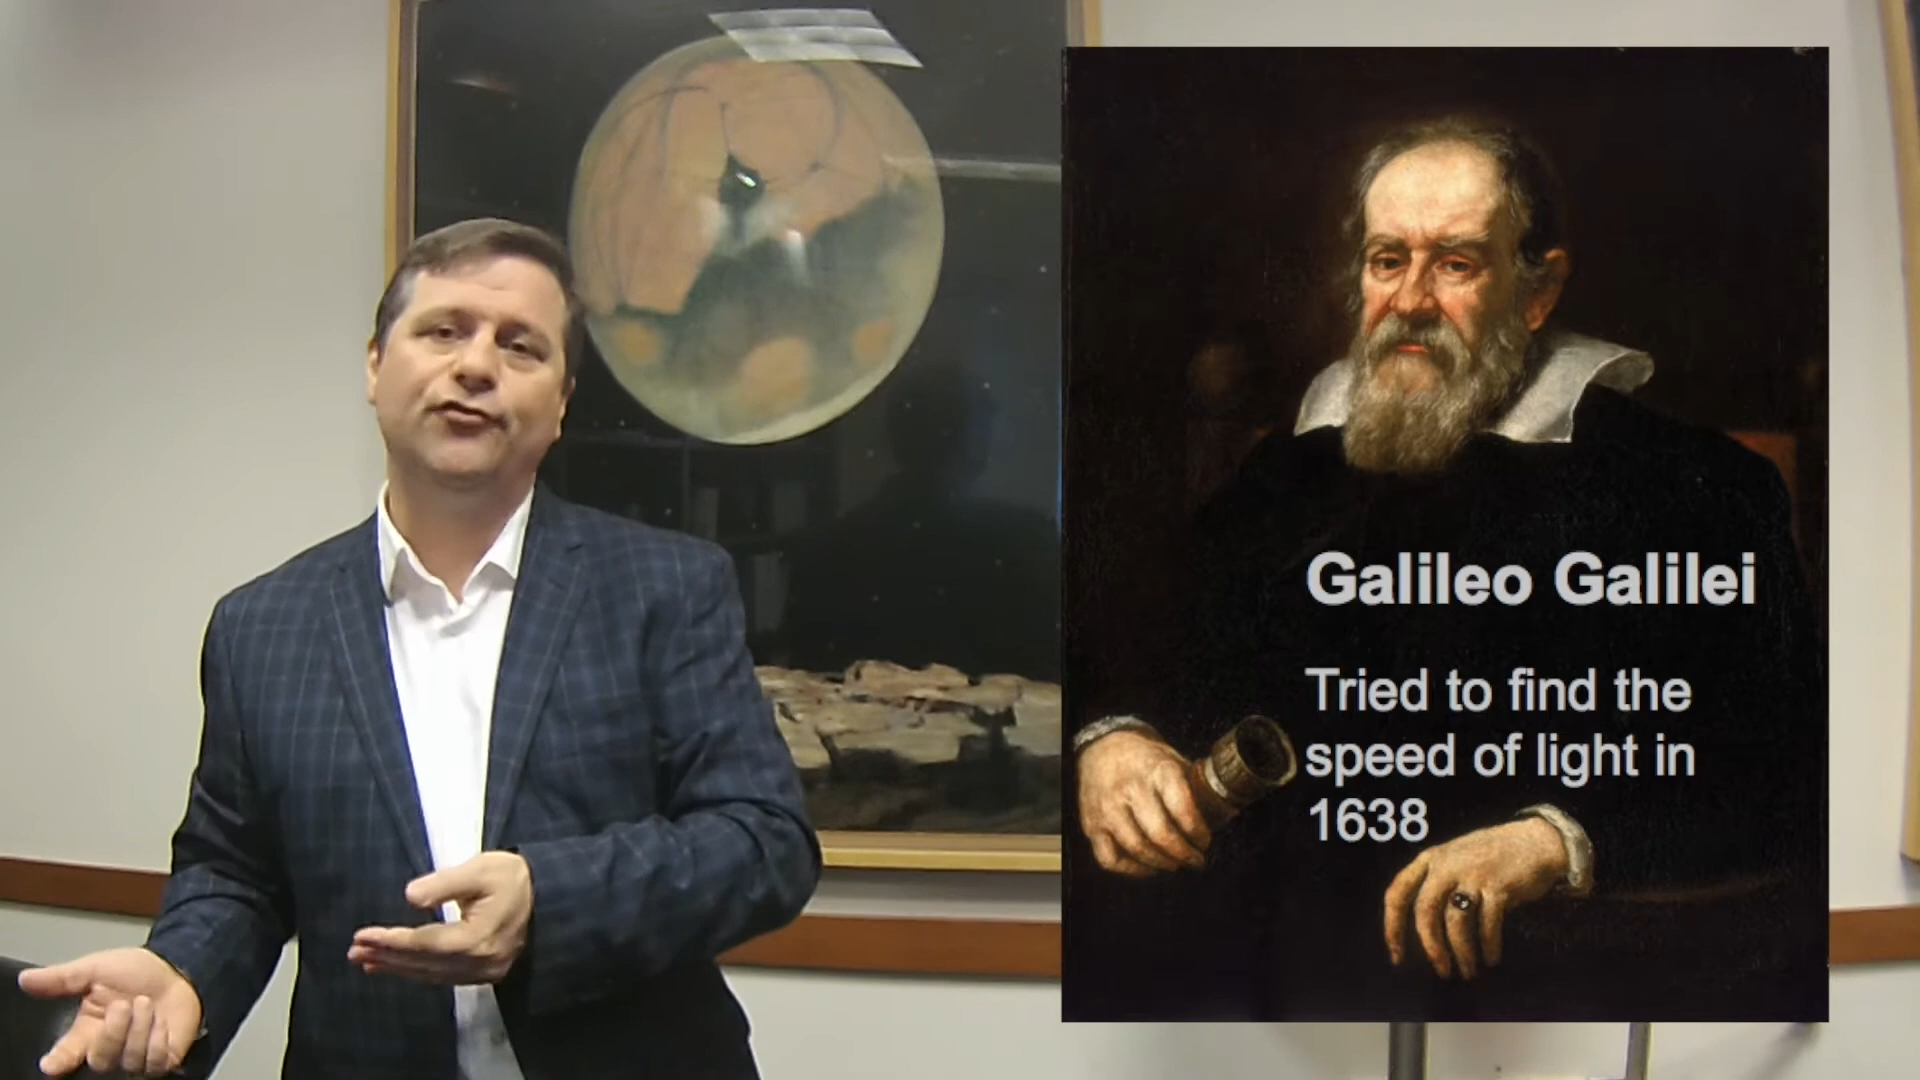 Galileo Galilei
Tried to find the
speed of light in
1638